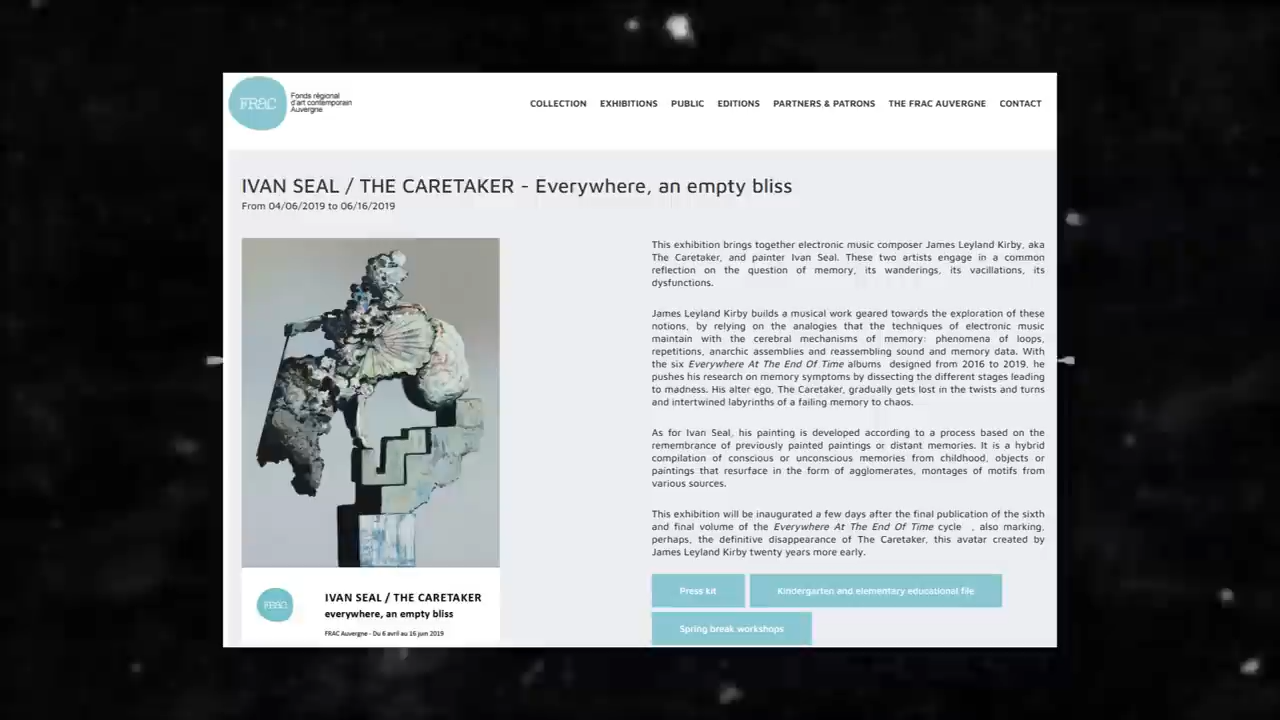 FRAC
Fonds régional
d'art contemporain
Auvergne
COLLECTION EXHIBITIONS PUBLIC EDITIONS PARTNERS & PATRONS THE FRAC AUVERGNE CONTACT
IVAN SEAL / THE CARETAKER - Everywhere, an empty bliss
From 04/06/2019 to 06/16/2019
This exhibition brings together electronic music composer James Leyland Kirby, aka
The Caretaker, and painter Ivan Seal. These two artists engage in a common
reflection on the question of memory, its wanderings, its vacillations, its
dysfunctions.
James Leyland Kirby builds a musical work geared towards the exploration of these
notions, by relying on the analogies that the techniques of electronic music
maintain with the cerebral mechanisms of memory: phenomena of loops,
repetitions, anarchic assemblies and reassembling sound and memory data. With
the six Everywhere At The End Of Time albums designed from 2016 to 2019, he
pushes his research on memory symptoms by dissecting the different stages leading
to madness. His alter ego, The Caretaker, gradually gets lost in the twists and turns
and intertwined labyrinths of a failing memory to chaos.
As for Ivan Seal, his painting is developed according to a process based on the
remembrance of previously painted paintings or distant memories. It is a hybrid
compilation of conscious or unconscious memories from childhood, objects or
paintings that resurface in the form of agglomerates, montages of motifs from
various sources.
This exhibition will be inaugurated a few days after the final publication of the sixth
and final volume of the Everywhere At The End Of Time cycle , also marking,
perhaps, the definitive disappearance of The Caretaker, this avatar created by
James Leyland Kirby twenty years more early.
Press kit
Kindergarten and elementary educational file
Spring break workshops
FRAC
IVAN SEAL / THE CARETAKER
everywhere, an empty bliss
FRAC Auvergne - Du 6 avril au 16 juin 2019